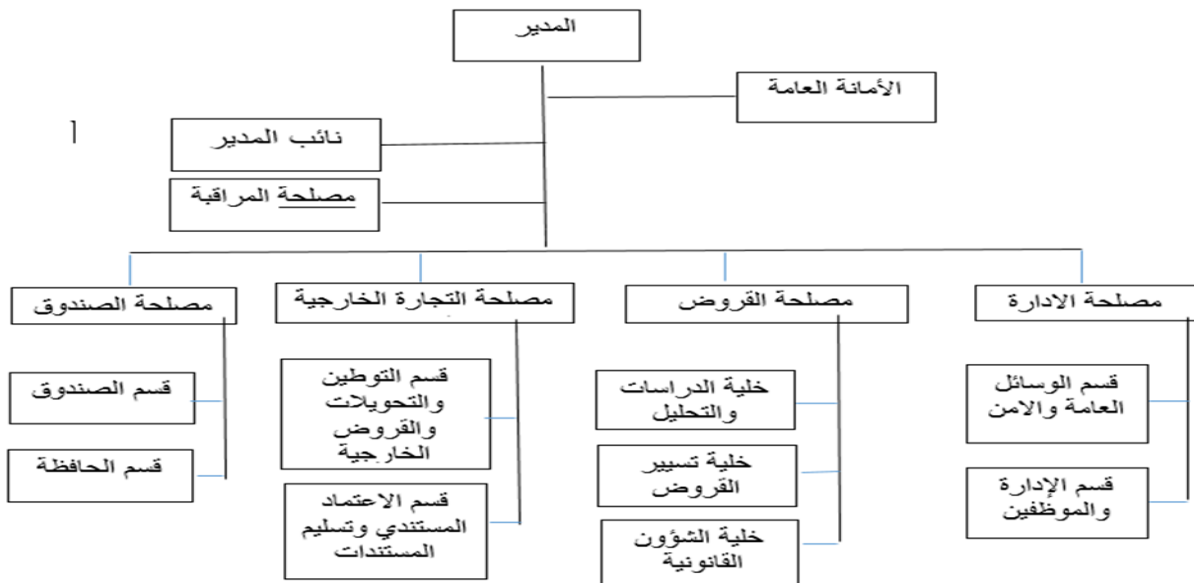 المدير
الأمانة العامة
أ
نائب المدير
مصلحة المراقبة
مصلحة الادارة
مصلحة القروض
مصلحة التجارة الخارجية
مصلحة الصندوق
قسم الوسائل
العامة والامن
قسم الإدارة
والموظفين
خلية الدراسات
والتحليل
خلية تسيير
القروض
خلية الشؤون
القانونية
قسم التوطين
والتحويلات
والقروض
الخارجية
قسم الاعتماد
المستندي وتسليم
المستندات
قسم الصندوق
قسم الحافظة